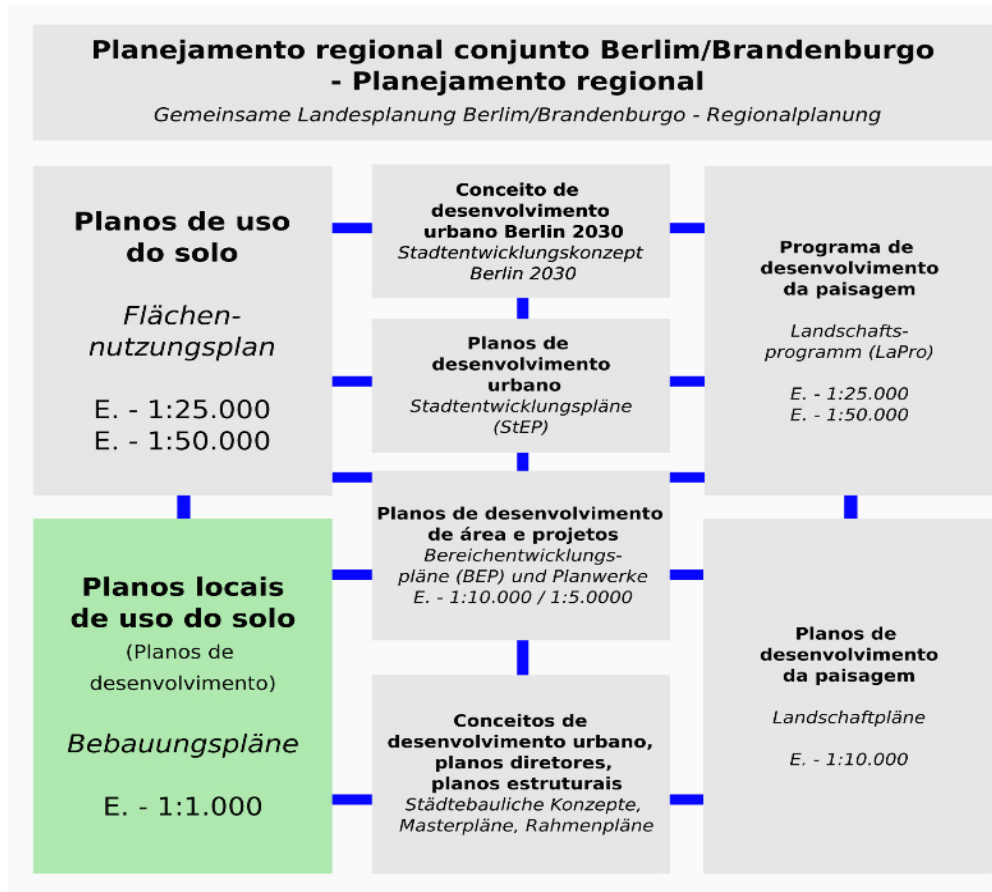 Planejamento regional conjunto Berlim/Brandenburgo
- Planejamento regional
Gemeinsame Landesplanung Berlim/Brandenburgo - Regionalplanung
Planos de uso
do solo
Flächen-
nutzungsplan
E. - 1:25.000
E. - 1:50.000
Conceito de
desenvolvimento
urbano Berlin 2030
Stadtentwicklungskonzept
Berlin 2030
Programa de
desenvolvimento
da paisagem
Landschafts-
programm (LaPro)
E. - 1:25.000
E. - 1:50.000
Planos de
desenvolvimento
urbano
Stadtentwicklungspläne
(StEP)
Planos de desenvolvimento
de área e projetos
Bereichentwicklungs-
pläne (BEP) und Planwerke
E. - 1:10.000 / 1:5.0000
Planos locais
de uso do solo
(Planos de
desenvolvimento)
Bebauungspläne
E. - 1:1.000
Conceitos de
desenvolvimento urbano,
planos diretores,
planos estruturais
Städtebauliche Konzepte,
Masterpläne, Rahmenpläne
Planos de
desenvolvimento
da paisagem
Landschaftpläne
E. - 1:10.000